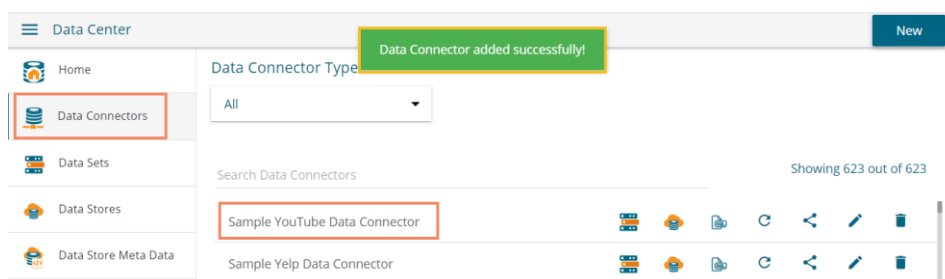 Data Center
New
Data Connector added successfully!
Home
Data Connector Type
Data Connectors
All
Data Sets
Search Data Connectors
Showing 623 out of 623
Data Stores
Sample YouTube Data Connector
Data Store Meta Data
Sample Yelp Data Connector